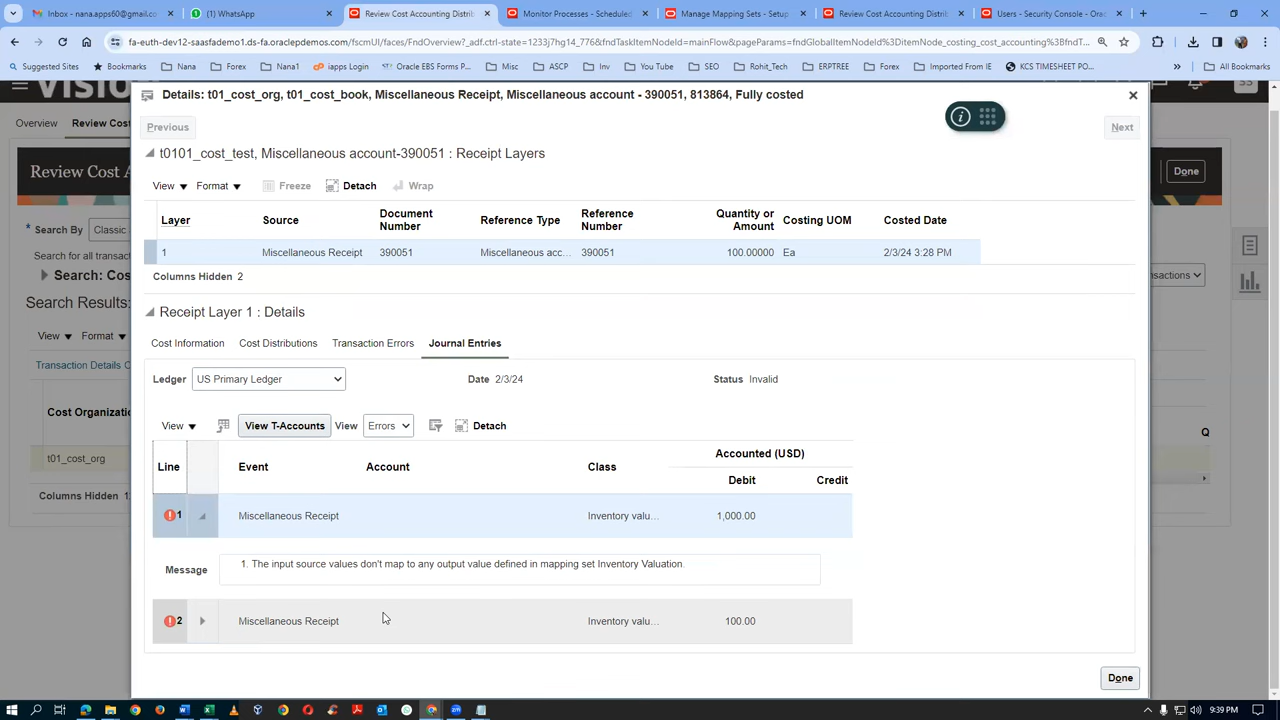 Inbox - nana.apps60@gmail.co
(1) WhatsApp
Review Cost Accounting Distrib
Monitor Processes - Scheduled
Manage Mapping Sets - Setup
Review Cost Accounting Distrib
Users - Security Console - Orac
fa-euth-dev12-saasfademo1.ds-fa.oraclepdemos.com/fscmUI/faces/FndOverview?_adf.ctrl-state=1233j7hg14_776&fndTaskItemNodeId=mainFlow&pageParams=fndGlobalItemNodeId%3DitemNode_costing_cost_accounting%3BfndT...
Suggested Sites
Bookmarks
Nana
Forex
Nana1
iapps Login
Oracle EBS Forms P...
Misc
ASCP
Inv
You Tube
SEO
Rohit_Tech
ERPTREE
Forex
Imported From IE
KCS TIMESHEET PO...
»
All Bookmarks
Details: t01_cost_org, t01_cost_book, Miscellaneous Receipt, Miscellaneous account - 390051, 813864, Fully costed
SS
Overview
Review Cos
Previous
Next
t0101_cost_test, Miscellaneous account-390051 : Receipt Layers
Review Cost A
Done
View
Format
Freeze
Detach
Wrap
Layer
Source
Document Number
Reference Type
Reference Number
Quantity or Amount
Costing UOM
Costed Date
* Search By
Classic
1
Miscellaneous Receipt
390051
Miscellaneous acc...
390051
100.00000
Ea
2/3/24 3:28 PM
Search for all transac
Search: Cos
ansactions
Columns Hidden 2
Search Results:
Receipt Layer 1 : Details
View
Format
Cost Information
Cost Distributions
Transaction Errors
Journal Entries
Transaction Details C
Ledger
US Primary Ledger
Date 2/3/24
Status Invalid
Cost Organizatio
View
View T-Accounts
View
Errors
Detach
Q
Accounted (USD)
Line
Event
Account
Class
Debit
Credit
t01_cost_org
Columns Hidden 1
1
Miscellaneous Receipt
Inventory valu...
1,000.00
Message
1. The input source values don't map to any output value defined in mapping set Inventory Valuation.
2
Miscellaneous Receipt
Inventory valu...
100.00
Done
9:39 PM